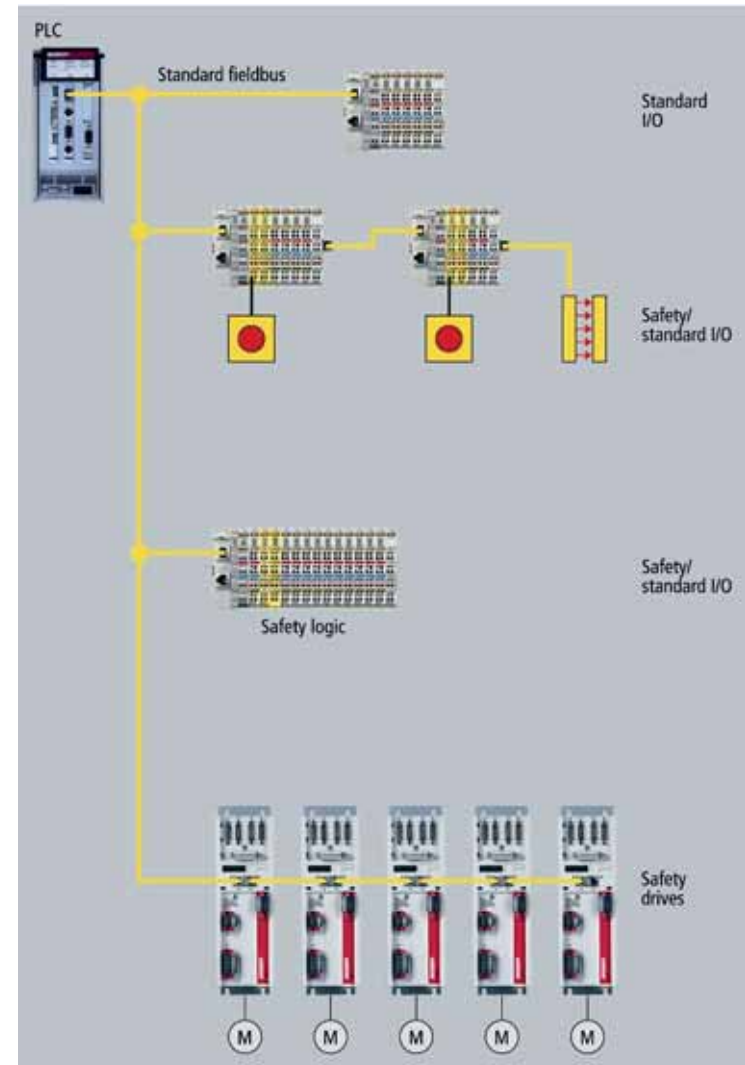 PLC
Standard fieldbus
Standard
I/O
Safety/
standard I/O
Safety/
standard I/O
Safety logic
Safety
drives
M
M
M
M
M